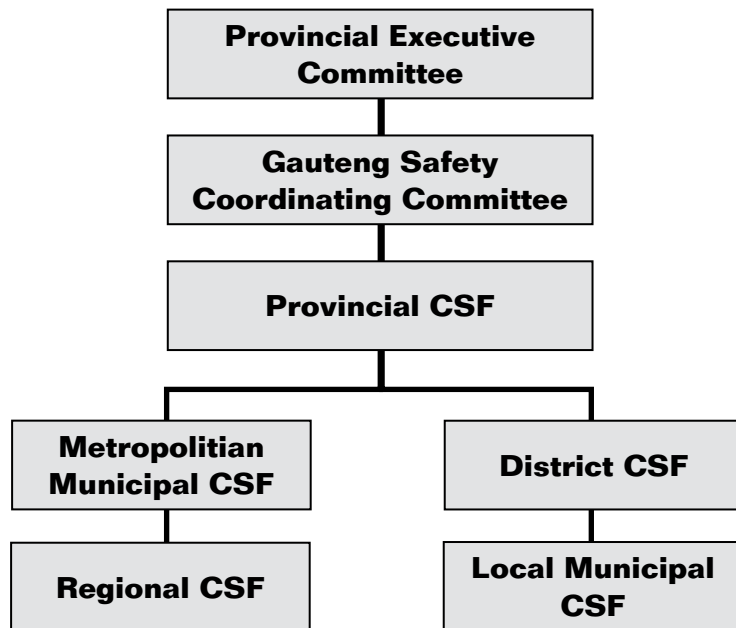 Provincial Executive
Committee
Gauteng Safety
Coordinating Committee
Provincial CSF
Metropolitian
Municipal CSF
District CSF
Regional CSF
Local Municipal
CSF